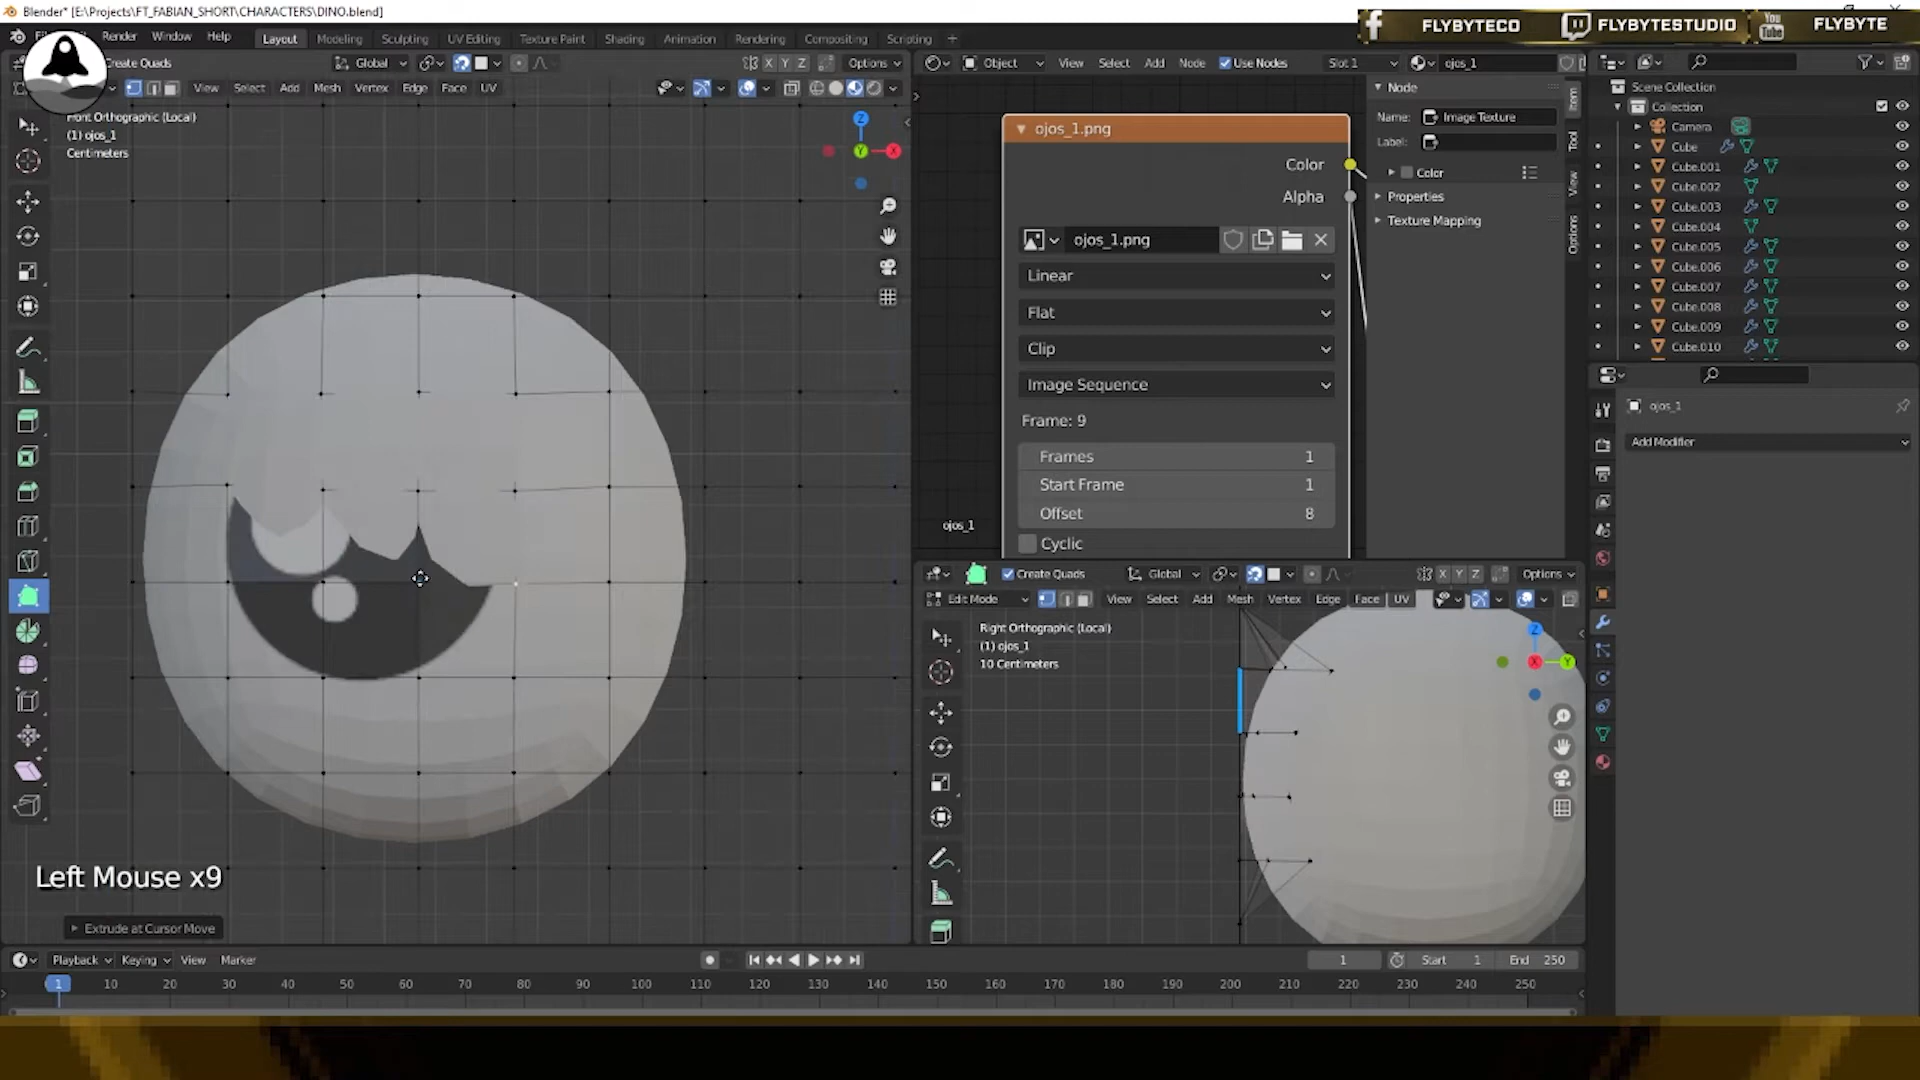 Blender* [E:\Projects\FT_FABIAN_SHORT\CHARACTERS\DINO.blend]
FLYBYTECO FLYBYTESTUDIO You Tube FLYBYTE
Render Window Help Layout Modeling Sculpting UV Editing Texture Paint Shading Animation Rendering Compositing Scripting +
Create Quads Global X Y Z Options
View Select Add Mesh Vertex Edge Face UV
Front Orthographic (Local)
(1) ojos_1
Centimeters
Z
Y
X
Left Mouse x9
Extrude at Cursor Move
Object View Select Add Node Use Nodes Slot 1 ojos_1
ojos_1.png
Color
Alpha
ojos_1.png
Linear
Flat
Clip
Image Sequence
Frame: 9
Frames 1
Start Frame 1
Offset 8
Cyclic
ojos_1
Node
Name: Image Texture
Label:
Color
Properties
Texture Mapping
Item
Tool
View
Options
Create Quads Global X Y Z Options
Edit Mode View Select Add Mesh Vertex Edge Face UV
Right Orthographic (Local)
(1) ojos_1
10 Centimeters
Z
X
Y
Scene Collection
Collection
Camera
Cube
Cube.001
Cube.002
Cube.003
Cube.004
Cube.005
Cube.006
Cube.007
Cube.008
Cube.009
Cube.010
ojos_1
Add Modifier
Playback Keying View Marker 1 Start 1 End 250
1 10 20 30 40 50 60 70 80 90 100 110 120 130 140 150 160 170 180 190 200 210 220 230 240 250